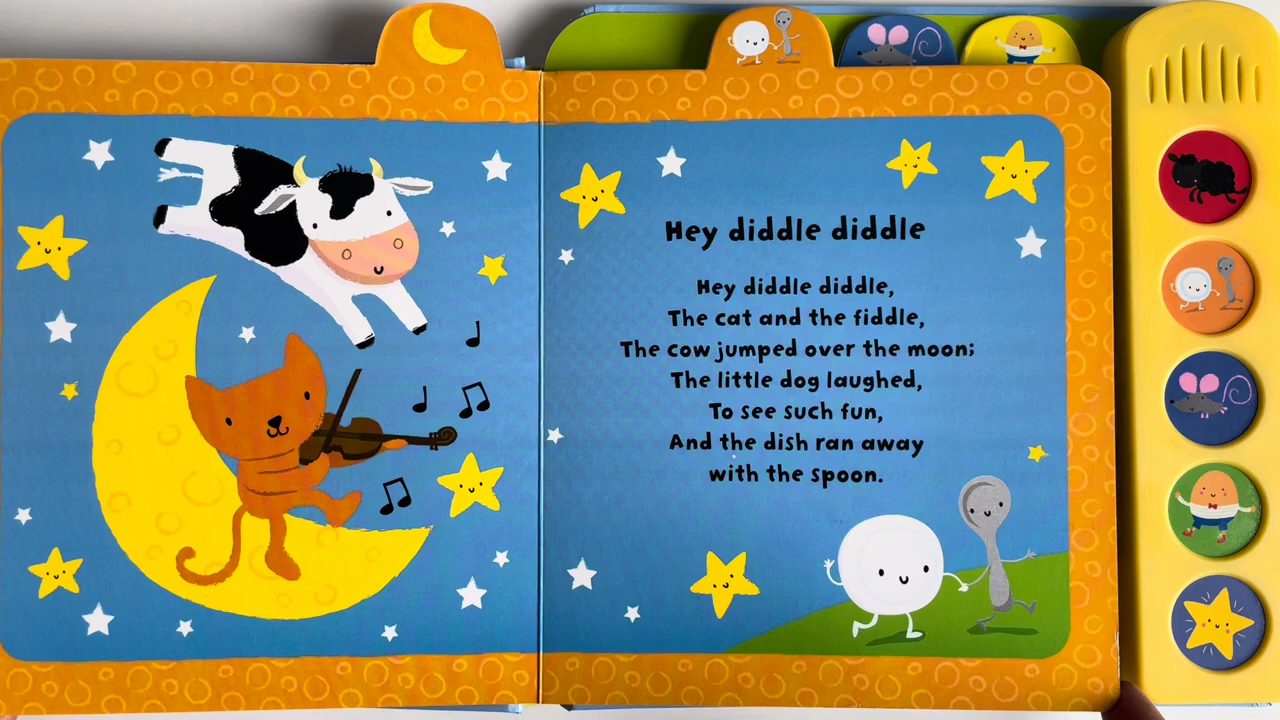 Hey diddle diddle
Hey diddle diddle,
The cat and the fiddle,
The cow jumped over the moon;
The little dog laughed,
To see such fun,
And the dish ran away
with the spoon.